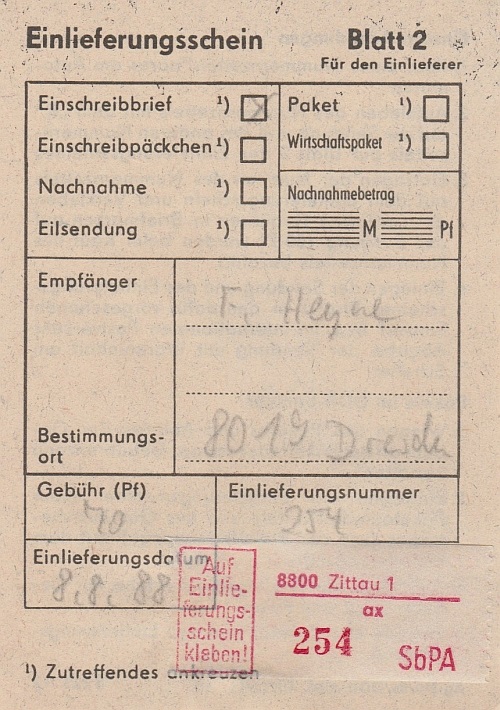 Einlieferungsschein Blatt 2
Für den Einlieferer
Einschreibbrief ¹) X Paket ¹)
Einschreibpäckchen ¹) Wirtschaftspaket ¹)
Nachnahme ¹) Nachnahmebetrag
Eilsendung ¹) M Pf
Empfänger F. Heyne
Bestimmungs-
ort 8019 Dresden
Gebühr (Pf) Einlieferungsnummer
70 254
Einlieferungsdatum
8.8.88
Auf
Einlie-
ferungs-
schein
kleben!
8800 Zittau 1
ax
254
SbPA
¹) Zutreffendes ankreuzen